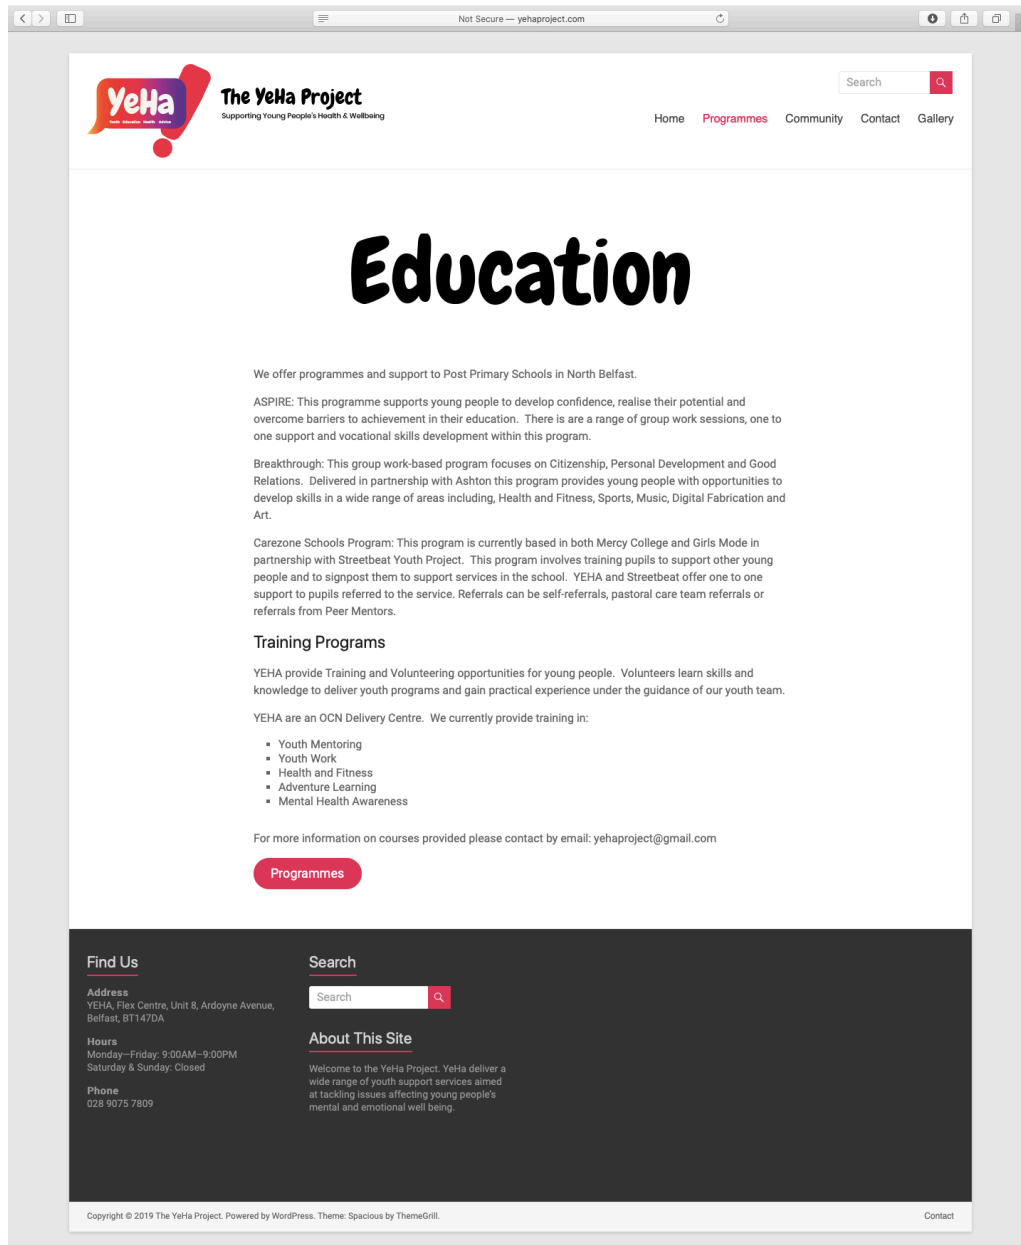 Not Secure — yehaproject.com
YeHa
Youth Education Health Advice
The YeHa Project
Supporting Young People's Health & Wellbeing
Search
Home Programmes Community Contact Gallery
Education
We offer programmes and support to Post Primary Schools in North Belfast.
ASPIRE: This programme supports young people to develop confidence, realise their potential and
overcome barriers to achievement in their education.  There is are a range of group work sessions, one to
one support and vocational skills development within this program.
Breakthrough: This group work-based program focuses on Citizenship, Personal Development and Good
Relations.  Delivered in partnership with Ashton this program provides young people with opportunities to
develop skills in a wide range of areas including, Health and Fitness, Sports, Music, Digital Fabrication and
Art.
Carezone Schools Program: This program is currently based in both Mercy College and Girls Mode in
partnership with Streetbeat Youth Project.  This program involves training pupils to support other young
people and to signpost them to support services in the school.  YEHA and Streetbeat offer one to one
support to pupils referred to the service. Referrals can be self-referrals, pastoral care team referrals or
referrals from Peer Mentors.
Training Programs
YEHA provide Training and Volunteering opportunities for young people.  Volunteers learn skills and
knowledge to deliver youth programs and gain practical experience under the guidance of our youth team.
YEHA are an OCN Delivery Centre.  We currently provide training in:
▪ Youth Mentoring
▪ Youth Work
▪ Health and Fitness
▪ Adventure Learning
▪ Mental Health Awareness
For more information on courses provided please contact by email: yehaproject@gmail.com
Programmes
Find Us
Address
YEHA, Flex Centre, Unit 8, Ardoyne Avenue,
Belfast, BT147DA
Hours
Monday—Friday: 9:00AM–9:00PM
Saturday & Sunday: Closed
Phone
028 9075 7809
Search
Search
About This Site
Welcome to the YeHa Project. YeHa deliver a
wide range of youth support services aimed
at tackling issues affecting young people's
mental and emotional well being.
Copyright © 2019 The YeHa Project. Powered by WordPress. Theme: Spacious by ThemeGrill.
Contact